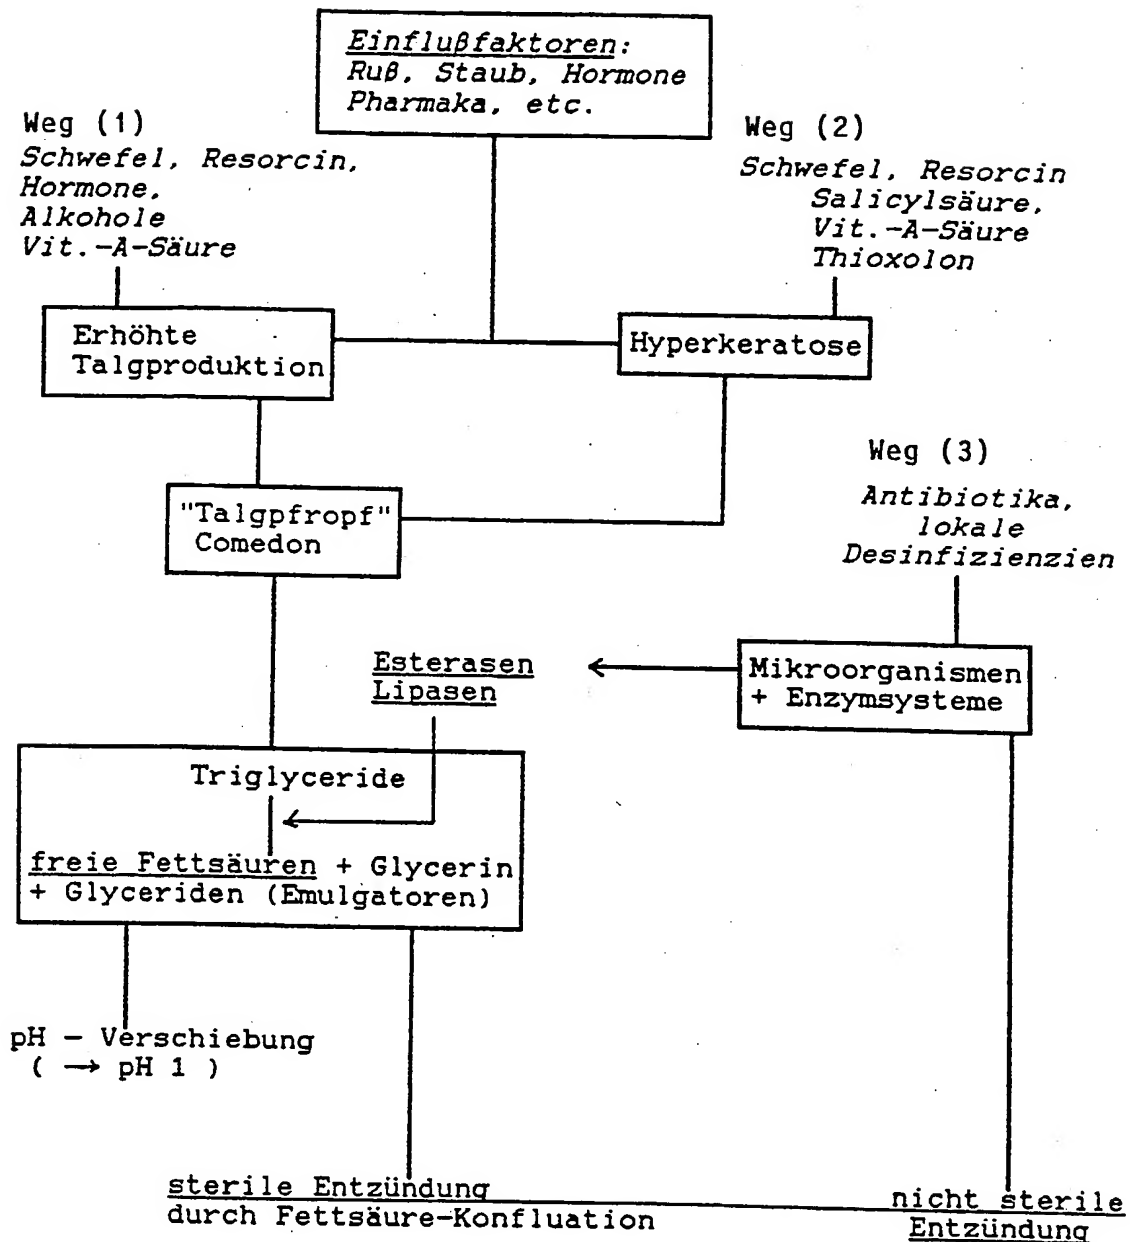 Einflußfaktoren:
Ruß, Staub, Hormone
Pharmaka, etc.
Weg (1)
Schwefel, Resorcin,
Hormone,
Alkohole
Vit.-A-Säure
Weg (2)
Schwefel, Resorcin
Salicylsäure,
Vit.-A-Säure
Thioxolon
Erhöhte
Talgproduktion
Hyperkeratose
Weg (3)
Antibiotika,
lokale
Desinfizienzien
"Talgpfropf"
Comedon
Esterasen
Lipasen
Mikroorganismen
+ Enzymsysteme
Triglyceride
freie Fettsäuren + Glycerin
+ Glyceriden (Emulgatoren)
pH - Verschiebung
( → pH 1 )
sterile Entzündung
durch Fettsäure-Konfluation
nicht sterile
Entzündung